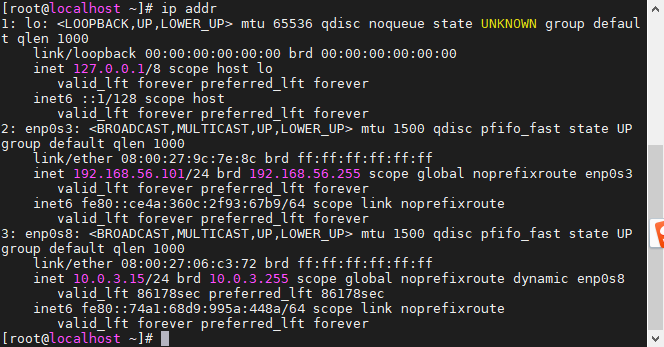 [root@localhost ~]# ip addr
1: lo: <LOOPBACK,UP,LOWER_UP> mtu 65536 qdisc noqueue state UNKNOWN group defaul
t qlen 1000
    link/loopback 00:00:00:00:00:00 brd 00:00:00:00:00:00
    inet 127.0.0.1/8 scope host lo
       valid_lft forever preferred_lft forever
    inet6 ::1/128 scope host
       valid_lft forever preferred_lft forever
2: enp0s3: <BROADCAST,MULTICAST,UP,LOWER_UP> mtu 1500 qdisc pfifo_fast state UP
group default qlen 1000
    link/ether 08:00:27:9c:7e:8c brd ff:ff:ff:ff:ff:ff
    inet 192.168.56.101/24 brd 192.168.56.255 scope global noprefixroute enp0s3
       valid_lft forever preferred_lft forever
    inet6 fe80::ce4a:360c:2f93:67b9/64 scope link noprefixroute
       valid_lft forever preferred_lft forever
3: enp0s8: <BROADCAST,MULTICAST,UP,LOWER_UP> mtu 1500 qdisc pfifo_fast state UP
group default qlen 1000
    link/ether 08:00:27:06:c3:72 brd ff:ff:ff:ff:ff:ff
    inet 10.0.3.15/24 brd 10.0.3.255 scope global noprefixroute dynamic enp0s8
       valid_lft 86178sec preferred_lft 86178sec
    inet6 fe80::74a1:68d9:995a:448a/64 scope link noprefixroute
       valid_lft forever preferred_lft forever
[root@localhost ~]#